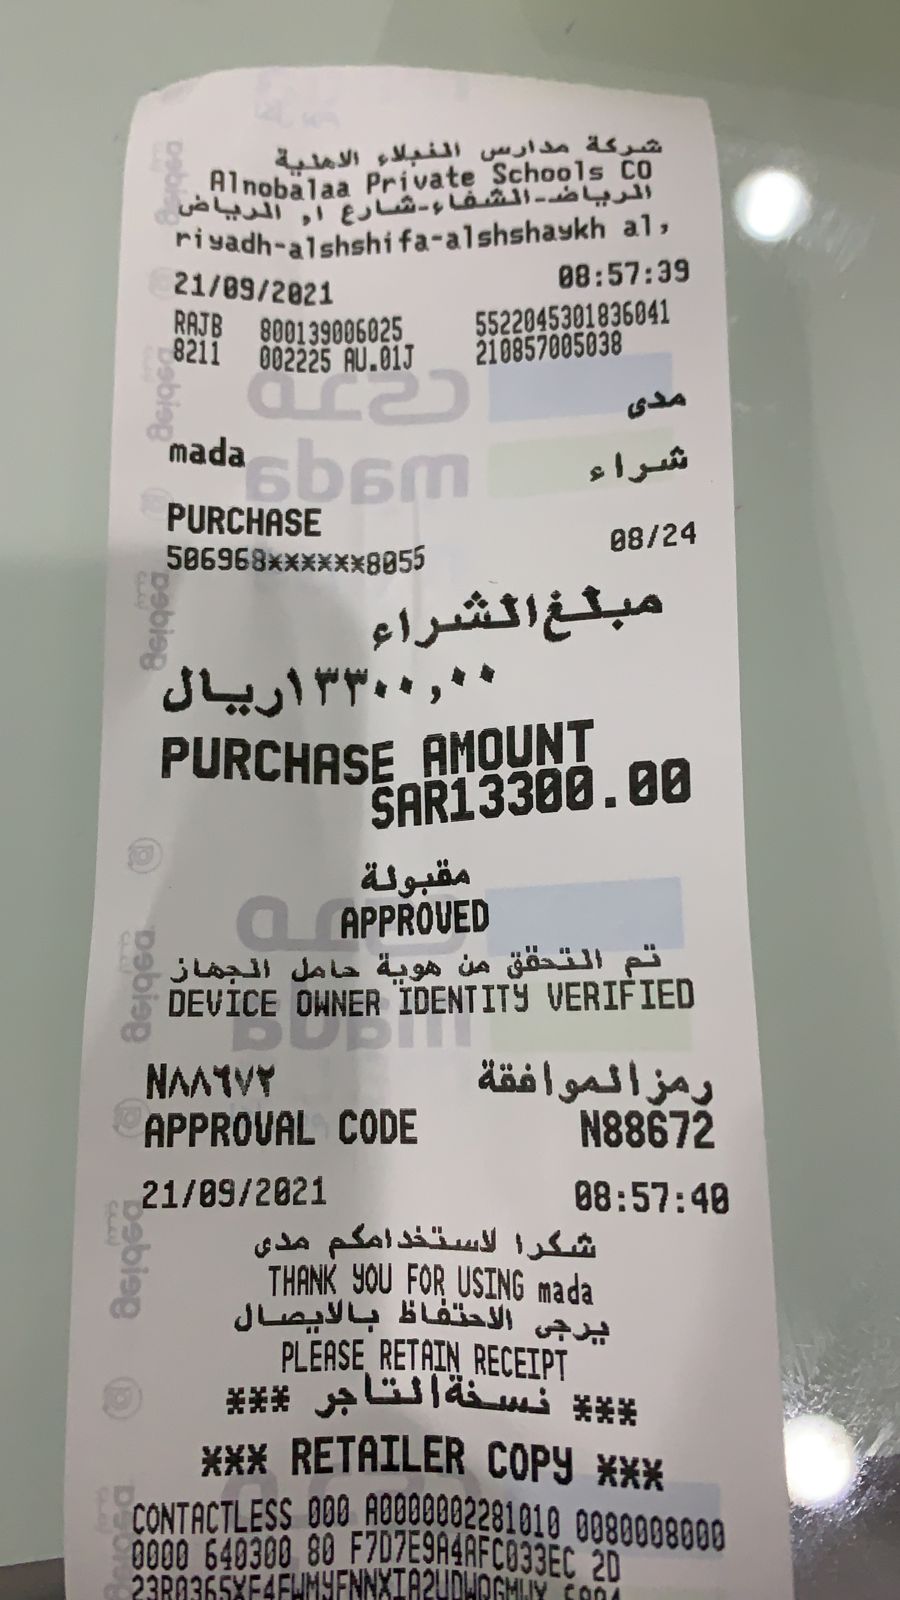 شركة مدارس النبلاء الاهلية
Alnobalaa Private Schools CO
الرياض-الشفاء-شارع ا, الرياض
riyadh-alshshifa-alshshaykh al,
21/09/2021 08:57:39
RAJB 800139006025 5522045301836041
8211 002225 AU.01J 210857005038
مدى
mada
شراء
PURCHASE
506968******8055 08/24
مبلغ الشراء
١٣٣٠٠,٠٠ ريال
PURCHASE AMOUNT
SAR13300.00
مقبولة
APPROVED
تم التحقق من هوية حامل الجهاز
DEVICE OWNER IDENTITY VERIFIED
رمز الموافقة N٨٨٦٧٢
APPROVAL CODE N88672
21/09/2021 08:57:40
شكرا لاستخدامكم مدى
THANK YOU FOR USING mada
يرجى الاحتفاظ بالايصال
PLEASE RETAIN RECEIPT
*** نسخة التاجر ***
*** RETAILER COPY ***
CONTACTLESS 000 A0000002281010 0080008000
0000 640300 80 F7D7E9A4AFC033EC 2D